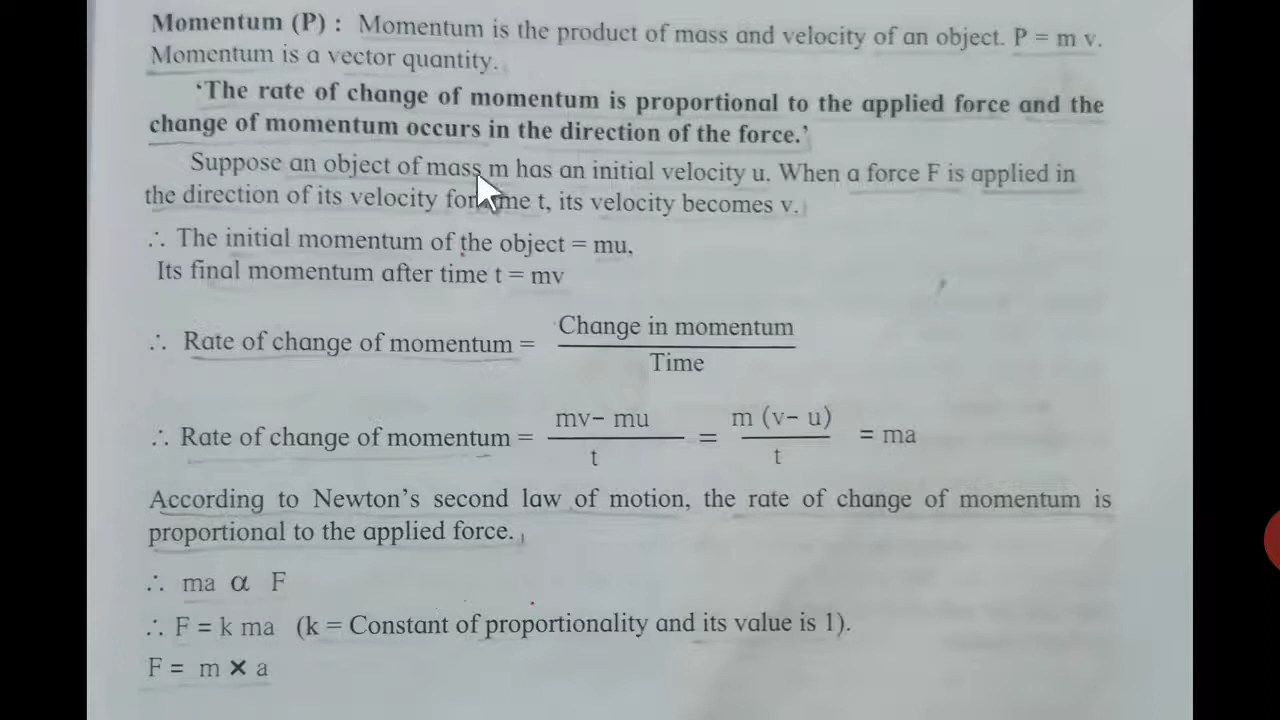 Momentum (P) : Momentum is the product of mass and velocity of an object. P = m v.
Momentum is a vector quantity.
‘The rate of change of momentum is proportional to the applied force and the
change of momentum occurs in the direction of the force.’
Suppose an object of mass m has an initial velocity u. When a force F is applied in
the direction of its velocity for t, its velocity becomes v.
∴ The initial momentum of the object = mu,
Its final momentum after time t = mv
∴ Rate of change of momentum = Change in momentum
Time
∴ Rate of change of momentum = mv– mu / t = m (v– u) / t = ma
According to Newton’s second law of motion, the rate of change of momentum is
proportional to the applied force.
∴ ma α F
∴ F = k ma (k = Constant of proportionality and its value is 1).
F = m × a